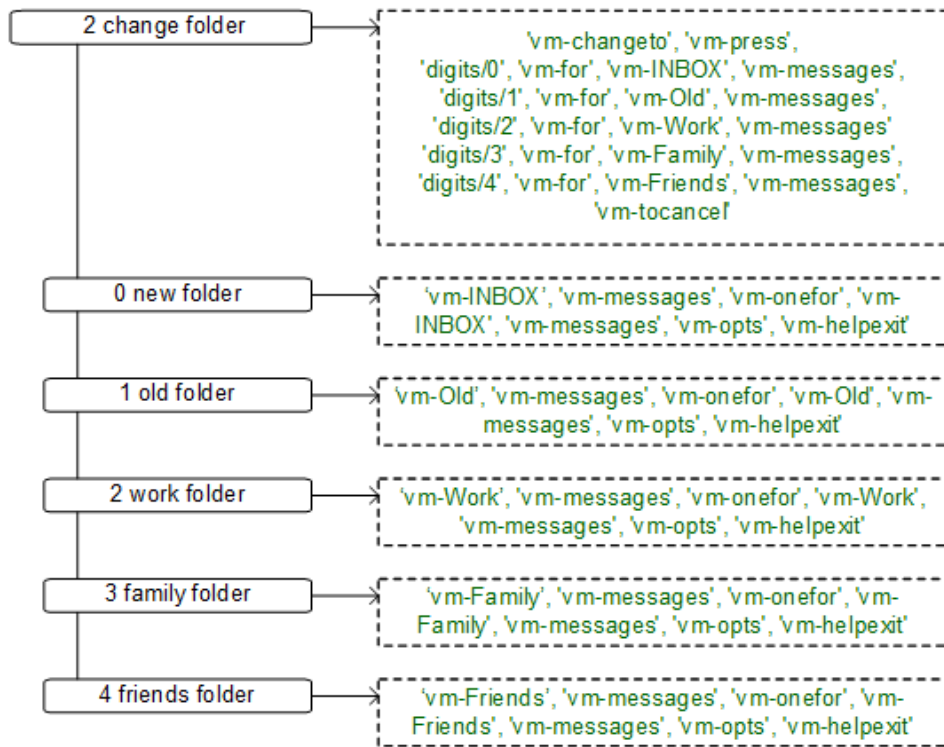 2 change folder
'vm-changeto', 'vm-press',
'digits/0', 'vm-for', 'vm-INBOX', 'vm-messages',
'digits/1', 'vm-for', 'vm-Old', 'vm-messages',
'digits/2', 'vm-for', 'vm-Work', 'vm-messages'
'digits/3', 'vm-for', 'vm-Family', 'vm-messages',
'digits/4', 'vm-for', 'vm-Friends', 'vm-messages',
'vm-tocancel'
0 new folder
‘vm-INBOX’, 'vm-messages', 'vm-onefor', 'vm-
INBOX', 'vm-messages', 'vm-opts', 'vm-helpexit'
1 old folder
'vm-Old’, 'vm-messages', 'vm-onefor', 'vm-Old', 'vm-
messages', 'vm-opts', 'vm-helpexit'
2 work folder
‘vm-Work’, 'vm-messages', 'vm-onefor', 'vm-Work',
'vm-messages', 'vm-opts', 'vm-helpexit'
3 family folder
‘vm-Family’, 'vm-messages', 'vm-onefor', 'vm-
Family', 'vm-messages', 'vm-opts', 'vm-helpexit'
4 friends folder
‘vm-Friends', 'vm-messages', 'vm-onefor', 'vm-
Friends', 'vm-messages', 'vm-opts', 'vm-helpexit'